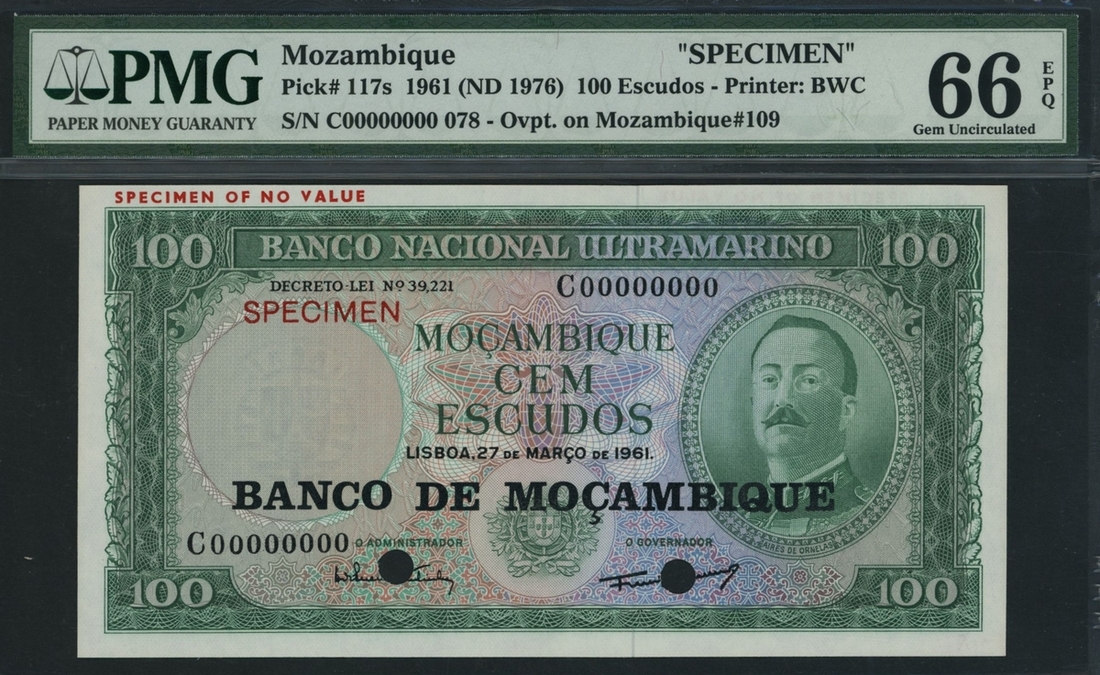 PMG
PAPER MONEY GUARANTY
Mozambique "SPECIMEN"
Pick# 117s 1961 (ND 1976) 100 Escudos - Printer: BWC
S/N C00000000 078 - Ovpt. on Mozambique#109
66 EPQ
Gem Uncirculated
SPECIMEN OF NO VALUE
100 BANCO NACIONAL ULTRAMARINO 100
DECRETO-LEI Nº 39,221 C00000000
SPECIMEN
MOÇAMBIQUE
CEM
ESCUDOS
LISBOA, 27 DE MARÇO DE 1961.
BANCO DE MOÇAMBIQUE
C00000000 O ADMINISTRADOR O GOVERNADOR
AIRES DE ORNELAS
100 100